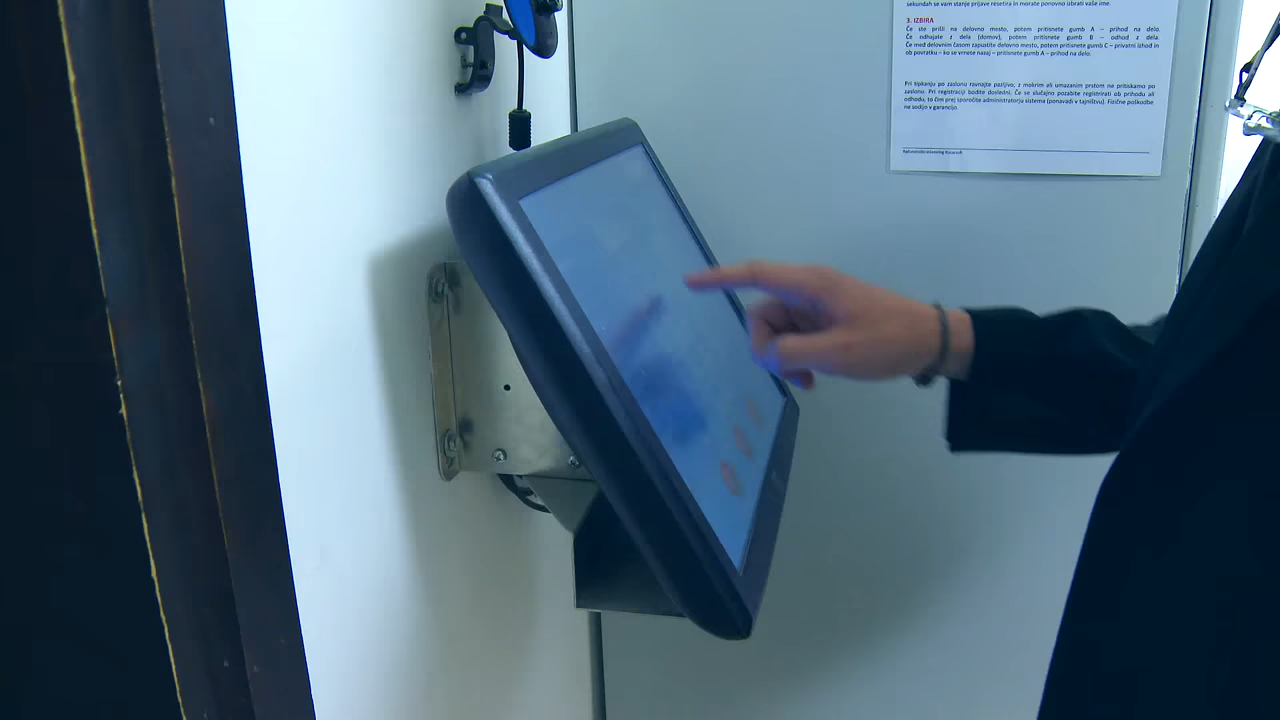 sekundah se vam stanje prijave resetira in morate ponovno izbrati vaše ime.
3. IZBIRA
Če ste prišli na delovno mesto, potem pritisnete gumb A – prihod na delo.
Če odhajate z dela (domov), potem pritisnete gumb B – odhod z dela.
Če med delovnim časom zapustite delovno mesto, potem pritisnete gumb C – privatni izhod in
ob povratku – ko se vrnete nazaj – pritisnete gumb A – prihod na delo.
Pri tipkanju po zaslonu ravnajte pazljivo, z mokrim ali umazanim prstom ne pritiskamo po
zaslonu. Pri registraciji bodite dosledni. Če se slučajno pozabite registrirati ob prihodu ali
odhodu, to čim prej sporočite administratorju sistema (ponavadi v tajništvu). Fizične poškodbe
ne sodijo v garancijo.